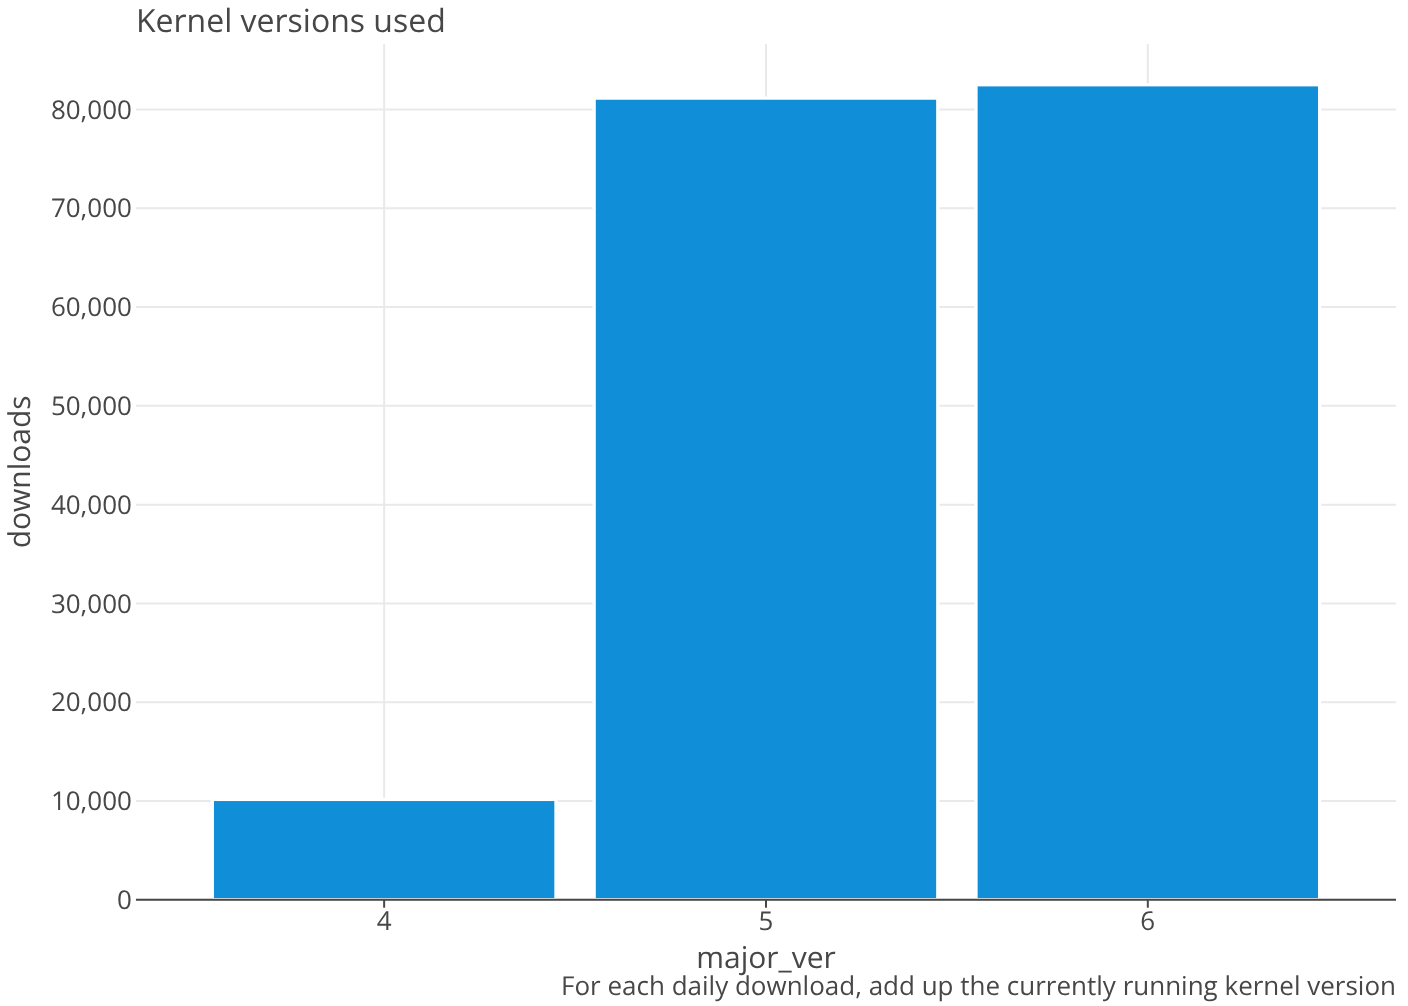 Kernel versions used
80,000
70,000
60,000
50,000
40,000
30,000
20,000
10,000
0
downloads
4 5 6
major_ver
For each daily download, add up the currently running kernel version